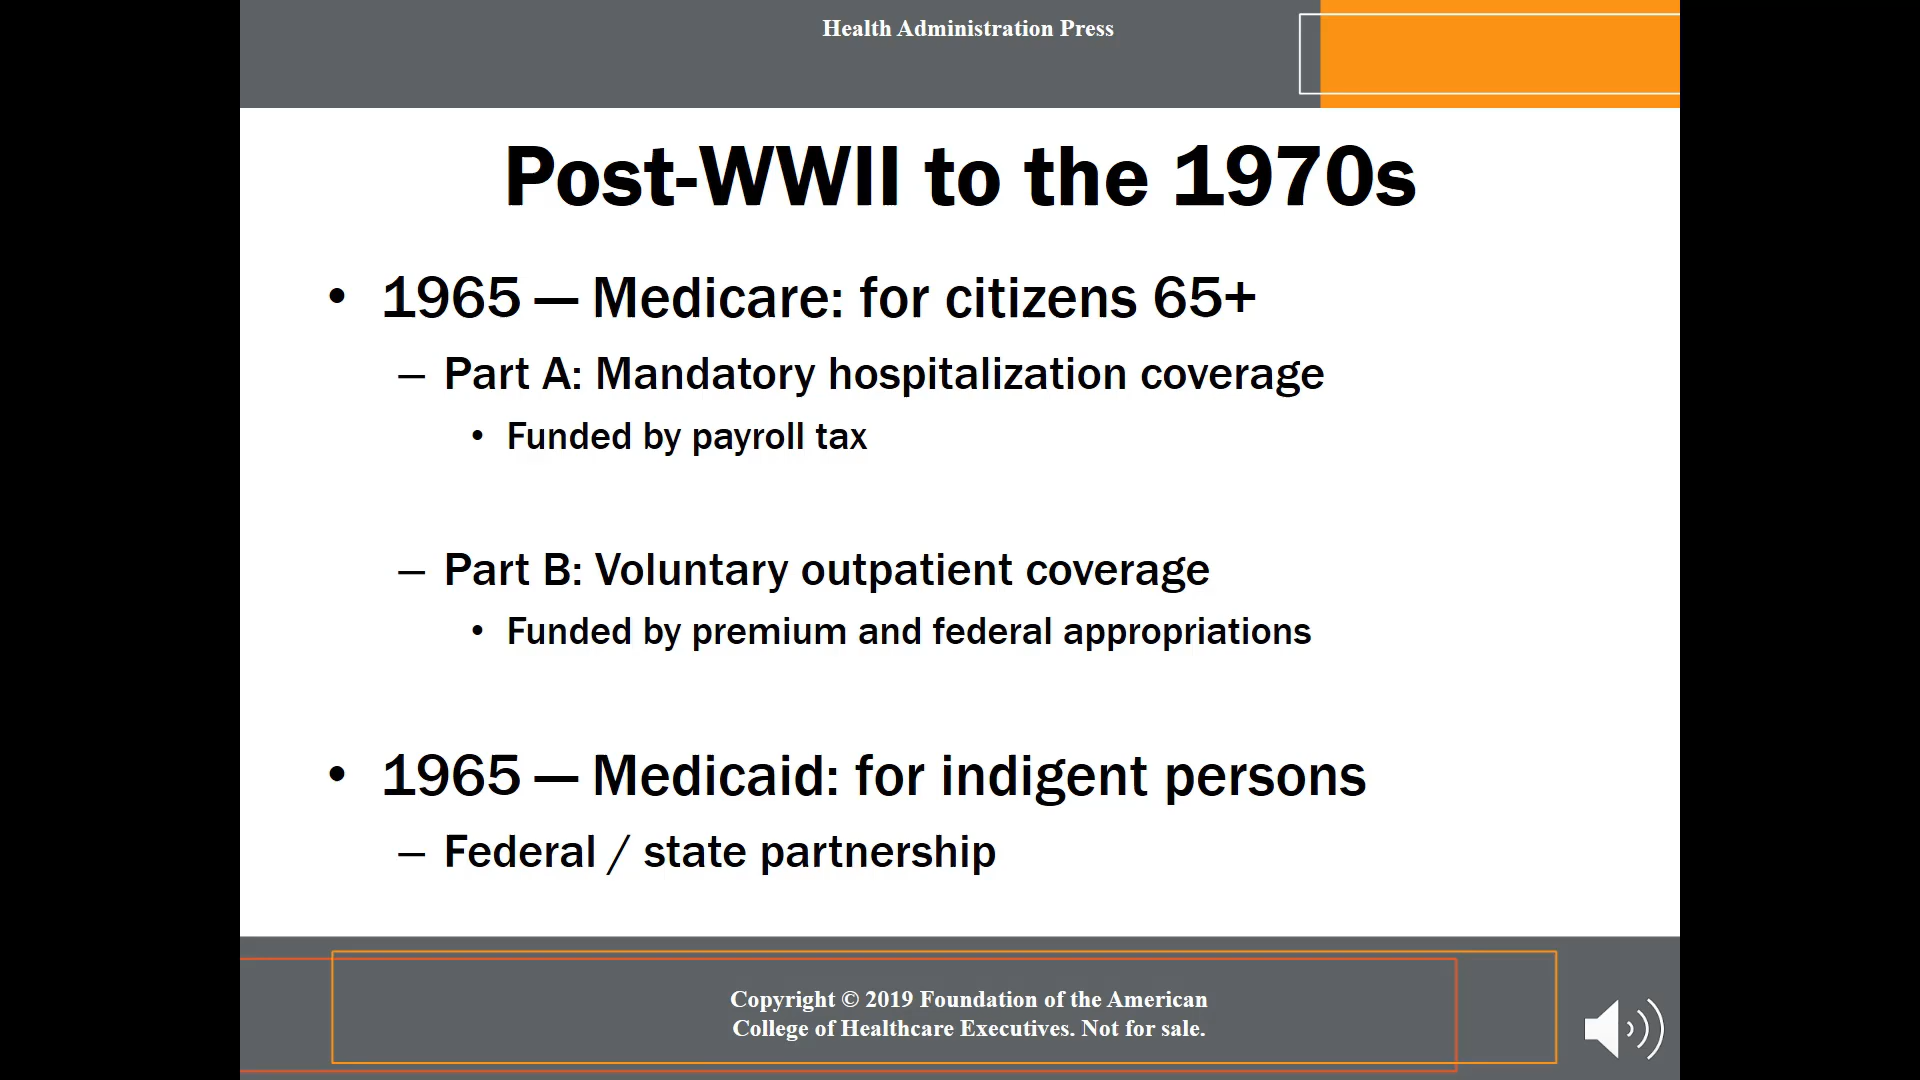 Health Administration Press
Post-WWII to the 1970s
• 1965 — Medicare: for citizens 65+
– Part A: Mandatory hospitalization coverage
• Funded by payroll tax
– Part B: Voluntary outpatient coverage
• Funded by premium and federal appropriations
• 1965 — Medicaid: for indigent persons
– Federal / state partnership
Copyright © 2019 Foundation of the American
College of Healthcare Executives. Not for sale.